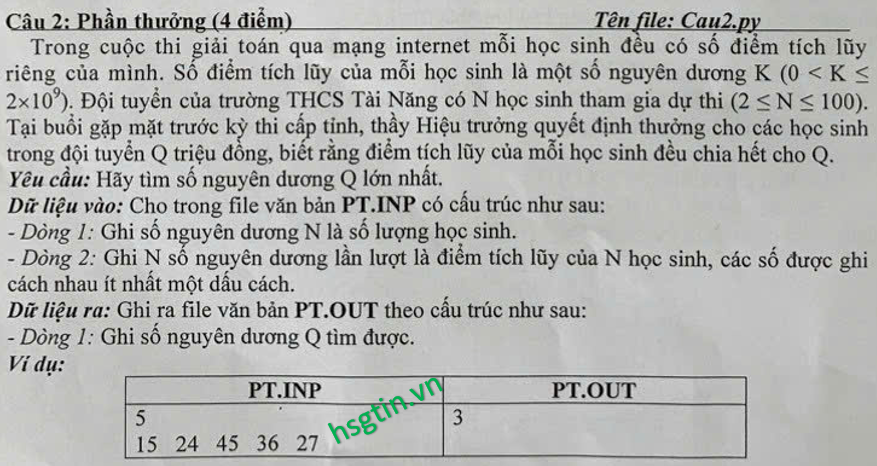 Câu 2: Phần thưởng (4 điểm) Tên file: Cau2.py
Trong cuộc thi giải toán qua mạng internet mỗi học sinh đều có số điểm tích lũy
riêng của mình. Số điểm tích lũy của mỗi học sinh là một số nguyên dương K (0 < K ≤
2×10⁹). Đội tuyển của trường THCS Tài Năng có N học sinh tham gia dự thi (2 ≤ N ≤ 100).
Tại buổi gặp mặt trước kỳ thi cấp tỉnh, thầy Hiệu trưởng quyết định thưởng cho các học sinh
trong đội tuyển Q triệu đồng, biết rằng điểm tích lũy của mỗi học sinh đều chia hết cho Q.
Yêu cầu: Hãy tìm số nguyên dương Q lớn nhất.
Dữ liệu vào: Cho trong file văn bản PT.INP có cấu trúc như sau:
- Dòng 1: Ghi số nguyên dương N là số lượng học sinh.
- Dòng 2: Ghi N số nguyên dương lần lượt là điểm tích lũy của N học sinh, các số được ghi
cách nhau ít nhất một dấu cách.
Dữ liệu ra: Ghi ra file văn bản PT.OUT theo cấu trúc như sau:
- Dòng 1: Ghi số nguyên dương Q tìm được.
Ví dụ:
PT.INP PT.OUT
5 3
15 24 45 36 27
hsgtin.vn